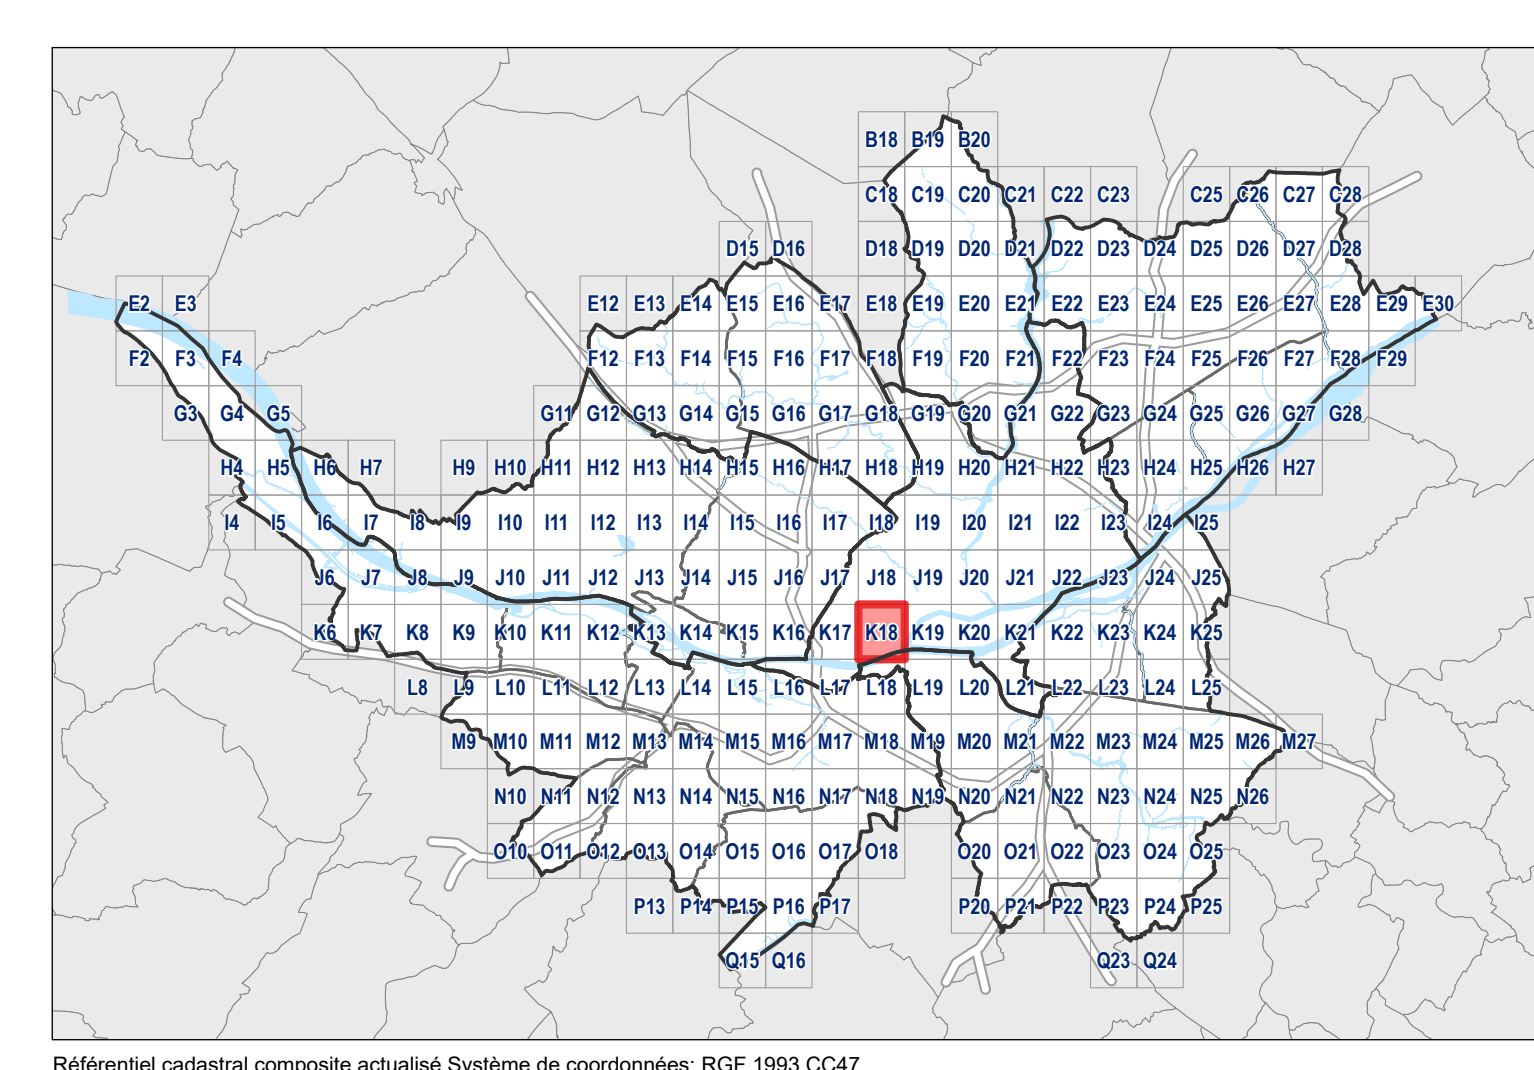 B18 B19 B20
C18 C19 C20 C21 C22 C23 C25 C26 C27 C28
D15 D16 D18 D19 D20 D21 D22 D23 D24 D25 D26 D27 D28
E2 E3 E12 E13 E14 E15 E16 E17 E18 E19 E20 E21 E22 E23 E24 E25 E26 E27 E28 E29 E30
F2 F3 F4 F12 F13 F14 F15 F16 F17 F18 F19 F20 F21 F22 F23 F24 F25 F26 F27 F28 F29
G3 G4 G5 G11 G12 G13 G14 G15 G16 G17 G18 G19 G20 G21 G22 G23 G24 G25 G26 G27 G28
H4 H5 H6 H7 H9 H10 H11 H12 H13 H14 H15 H16 H17 H18 H19 H20 H21 H22 H23 H24 H25 H26 H27
I4 I5 I6 I7 I8 I9 I10 I11 I12 I13 I14 I15 I16 I17 I18 I19 I20 I21 I22 I23 I24 I25
J6 J7 J8 J9 J10 J11 J12 J13 J14 J15 J16 J17 J18 J19 J20 J21 J22 J23 J24 J25
K6 K7 K8 K9 K10 K11 K12 K13 K14 K15 K16 K17 K18 K19 K20 K21 K22 K23 K24 K25
L8 L9 L10 L11 L12 L13 L14 L15 L16 L17 L18 L19 L20 L21 L22 L23 L24 L25
M9 M10 M11 M12 M13 M14 M15 M16 M17 M18 M19 M20 M21 M22 M23 M24 M25 M26 M27
N10 N11 N12 N13 N14 N15 N16 N17 N18 N19 N20 N21 N22 N23 N24 N25 N26
O10 O11 O12 O13 O14 O15 O16 O17 O18 O20 O21 O22 O23 O24 O25
P13 P14 P15 P16 P17 P20 P21 P22 P23 P24 P25
Q15 Q16 Q23 Q24
Référentiel cadastral composite actualisé Système de coordonnées: RGF 1993 CC47